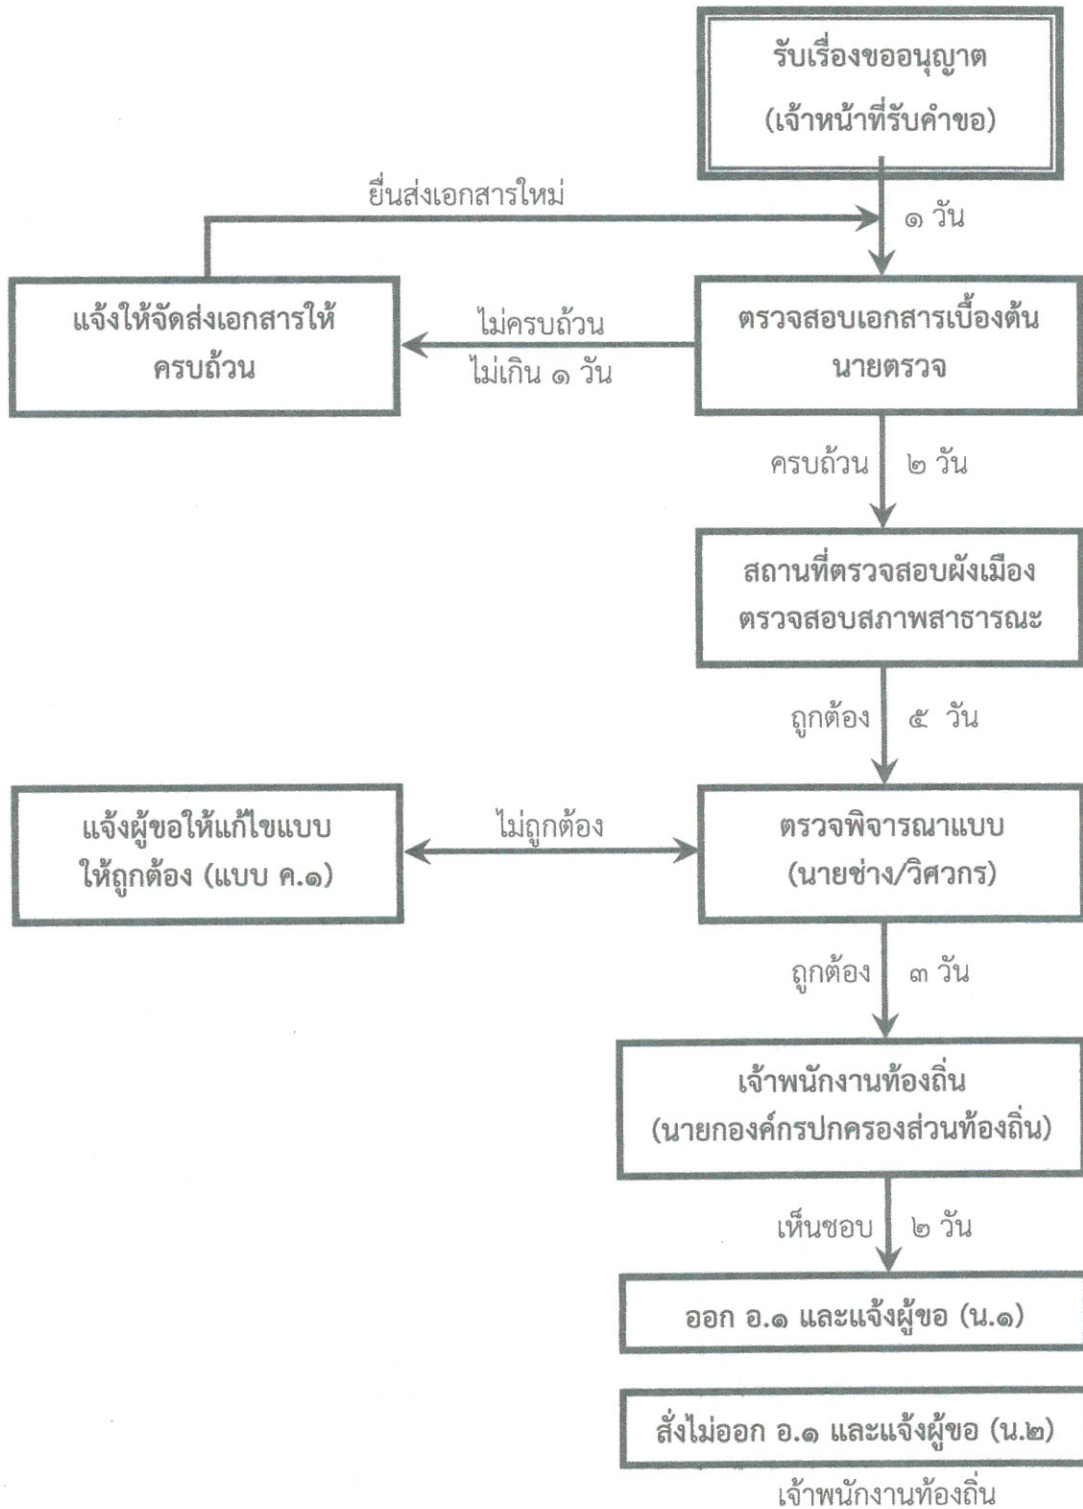 รับเรื่องขออนุญาต
(เจ้าหน้าที่รับคำขอ)
ยื่นส่งเอกสารใหม่
๑ วัน
แจ้งให้จัดส่งเอกสารให้
ครบถ้วน
ไม่ครบถ้วน
ไม่เกิน ๑ วัน
ตรวจสอบเอกสารเบื้องต้น
นายตรวจ
ครบถ้วน ๒ วัน
สถานที่ตรวจสอบผังเมือง
ตรวจสอบสภาพสาธารณะ
ถูกต้อง ๕ วัน
แจ้งผู้ขอให้แก้ไขแบบ
ให้ถูกต้อง (แบบ ค.๑)
ไม่ถูกต้อง
ตรวจพิจารณาแบบ
(นายช่าง/วิศวกร)
ถูกต้อง ๓ วัน
เจ้าพนักงานท้องถิ่น
(นายกองค์กรปกครองส่วนท้องถิ่น)
เห็นชอบ ๒ วัน
ออก อ.๑ และแจ้งผู้ขอ (น.๑)
สั่งไม่ออก อ.๑ และแจ้งผู้ขอ (น.๒)
เจ้าพนักงานท้องถิ่น